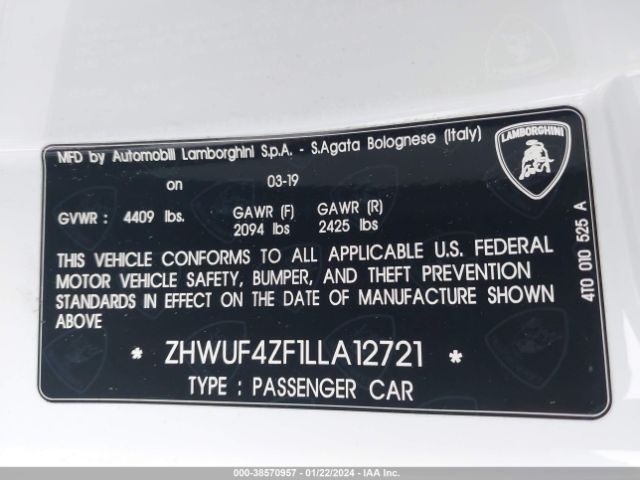 MFD by Automobili Lamborghini S.p.A. - S.Agata Bolognese (Italy)
LAMBORGHINI
on 03-19
GVWR : 4409 lbs. GAWR (F) 2094 lbs GAWR (R) 2425 lbs
THIS VEHICLE CONFORMS TO ALL APPLICABLE U.S. FEDERAL
MOTOR VEHICLE SAFETY, BUMPER, AND THEFT PREVENTION
STANDARDS IN EFFECT ON THE DATE OF MANUFACTURE SHOWN
ABOVE
* ZHWUF4ZF1LLA12721 *
TYPE : PASSENGER CAR
4T0 010 525 A
000-38570957 - 01/22/2024 - IAA Inc.